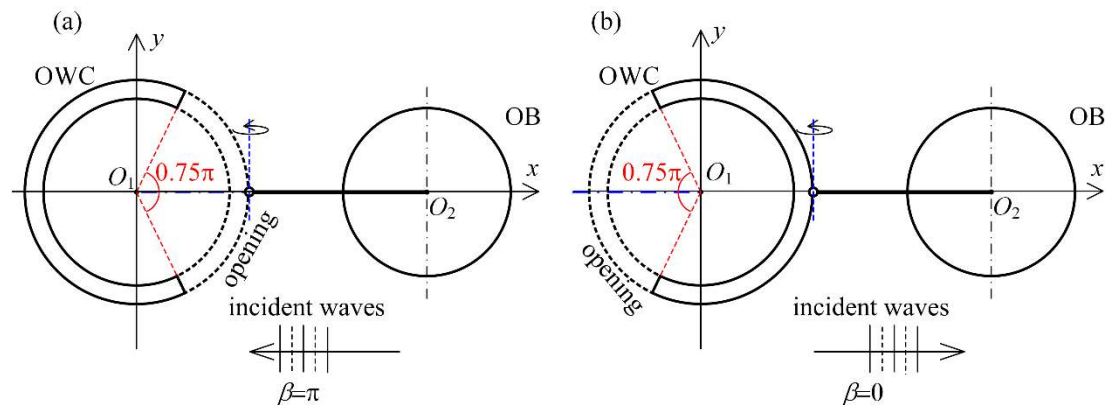 (a)
y
OWC
OB
0.75π
O1
x
O2
opening
incident waves
β=π
(b)
y
OWC
OB
0.75π
O1
x
O2
opening
incident waves
β=0